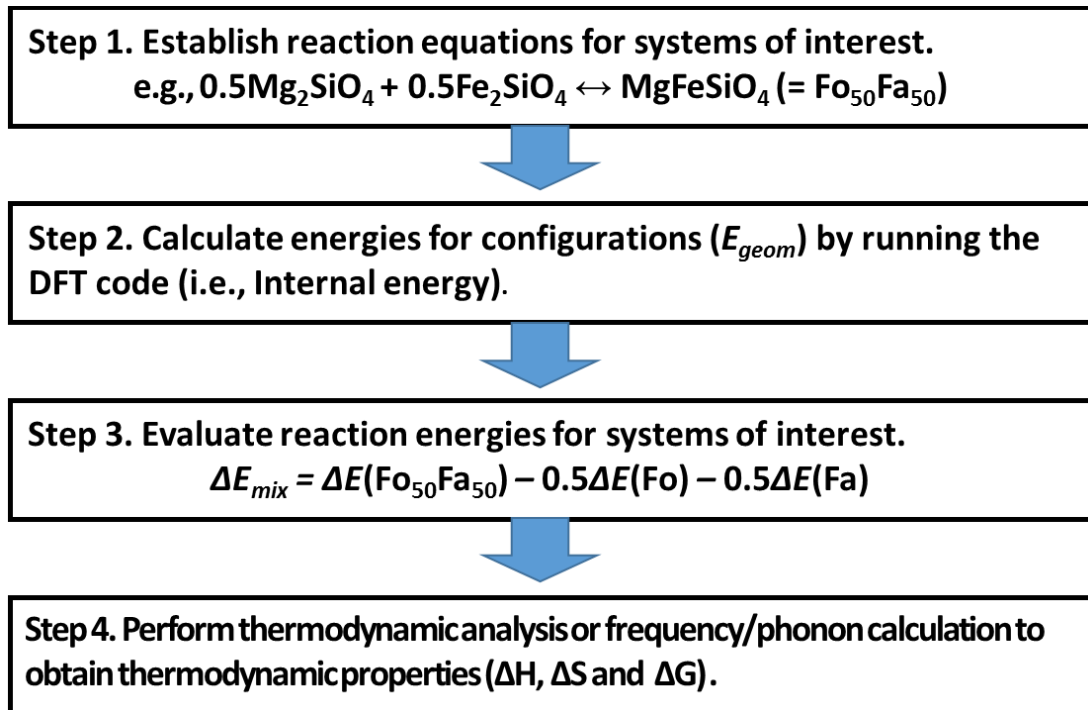 Step 1. Establish reaction equations for systems of interest.
e.g., 0.5Mg₂SiO₄ + 0.5Fe₂SiO₄ ↔ MgFeSiO₄ (= Fo₅₀Fa₅₀)
Step 2. Calculate energies for configurations (E_geom) by running the
DFT code (i.e., Internal energy).
Step 3. Evaluate reaction energies for systems of interest.
ΔE_mix = ΔE(Fo₅₀Fa₅₀) – 0.5ΔE(Fo) – 0.5ΔE(Fa)
Step 4. Perform thermodynamic analysis or frequency/phonon calculation to
obtain thermodynamic properties (ΔH, ΔS and ΔG).